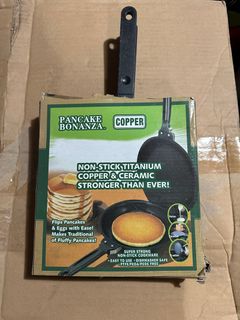 PANCAKE
BONANZA™
COPPER
NON-STICK TITANIUM
COPPER & CERAMIC
STRONGER THAN EVER!
Flips Pancakes
& Eggs with Ease!
Makes Traditional
of Fluffy Pancakes!
SUPER STRONG
NON-STICK COOKWARE
• EASY TO USE • DISHWASHER SAFE